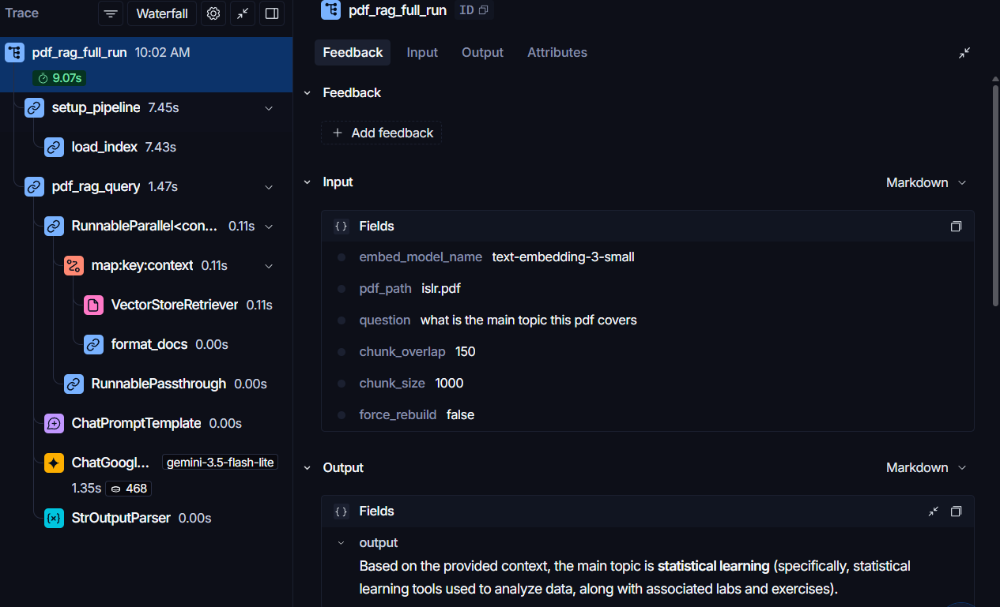 Trace
Waterfall
pdf_rag_full_run 10:02 AM
9.07s
setup_pipeline 7.45s
load_index 7.43s
pdf_rag_query 1.47s
RunnableParallel<con... 0.11s
map:key:context 0.11s
VectorStoreRetriever 0.11s
format_docs 0.00s
RunnablePassthrough 0.00s
ChatPromptTemplate 0.00s
ChatGoogl... gemini-3.5-flash-lite
1.35s 468
StrOutputParser 0.00s
pdf_rag_full_run ID
Feedback Input Output Attributes
Feedback
+ Add feedback
Input Markdown
{} Fields
embed_model_name text-embedding-3-small
pdf_path islr.pdf
question what is the main topic this pdf covers
chunk_overlap 150
chunk_size 1000
force_rebuild false
Output Markdown
{} Fields
output
Based on the provided context, the main topic is statistical learning (specifically, statistical
learning tools used to analyze data, along with associated labs and exercises).